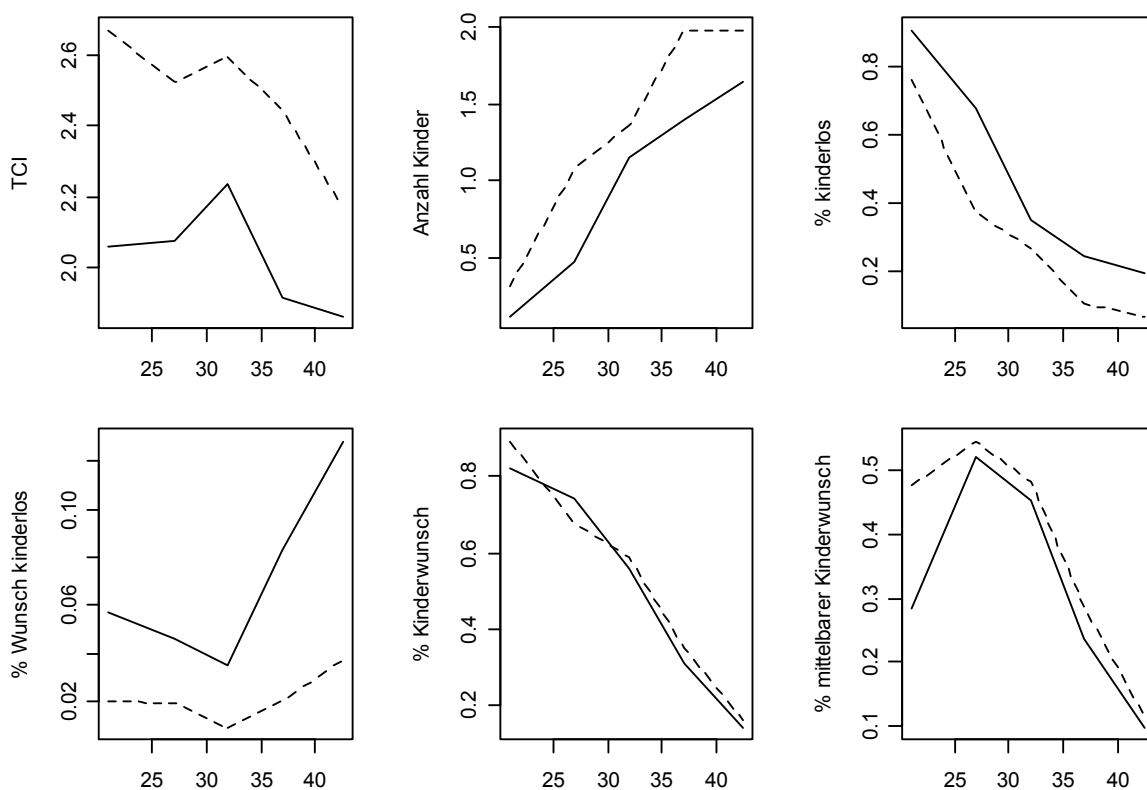 TCI
2.0 2.2 2.4 2.6
25 30 35 40
Anzahl Kinder
0.5 1.0 1.5 2.0
25 30 35 40
% kinderlos
0.2 0.4 0.6 0.8
25 30 35 40
% Wunsch kinderlos
0.02 0.06 0.10
25 30 35 40
% Kinderwunsch
0.2 0.4 0.6 0.8
25 30 35 40
% mittelbarer Kinderwunsch
0.1 0.2 0.3 0.4 0.5
25 30 35 40